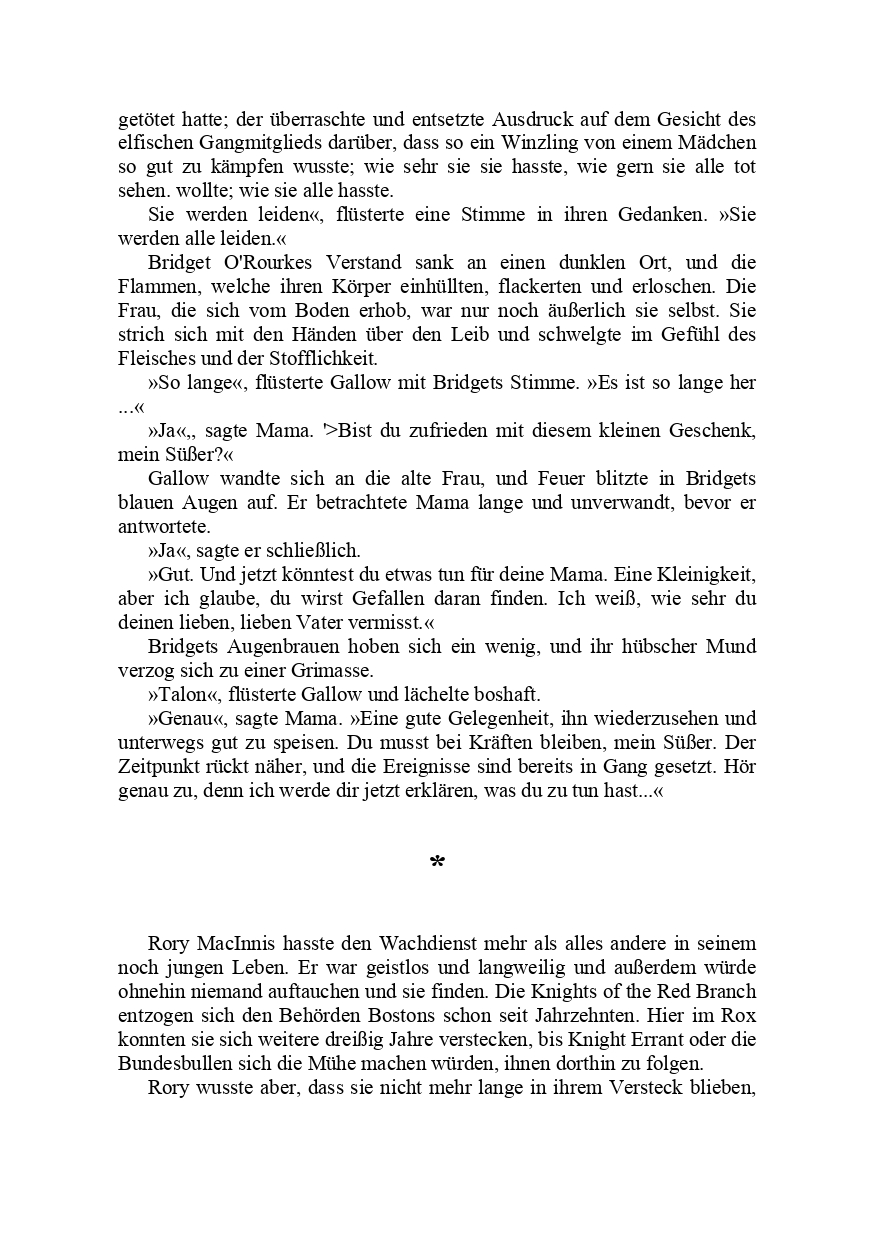 getötet hatte; der überraschte und entsetzte Ausdruck auf dem Gesicht des
elfischen Gangmitglieds darüber, dass so ein Winzling von einem Mädchen
so gut zu kämpfen wusste; wie sehr sie sie hasste, wie gern sie alle tot
sehen. wollte; wie sie alle hasste.
Sie werden leiden«, flüsterte eine Stimme in ihren Gedanken. »Sie
werden alle leiden.«
Bridget O'Rourkes Verstand sank an einen dunklen Ort, und die
Flammen, welche ihren Körper einhüllten, flackerten und erloschen. Die
Frau, die sich vom Boden erhob, war nur noch äußerlich sie selbst. Sie
strich sich mit den Händen über den Leib und schwelgte im Gefühl des
Fleisches und der Stofflichkeit.
»So lange«, flüsterte Gallow mit Bridgets Stimme. »Es ist so lange her
...«
»Ja«,, sagte Mama. '>Bist du zufrieden mit diesem kleinen Geschenk,
mein Süßer?«
Gallow wandte sich an die alte Frau, und Feuer blitzte in Bridgets
blauen Augen auf. Er betrachtete Mama lange und unverwandt, bevor er
antwortete.
»Ja«, sagte er schließlich.
»Gut. Und jetzt könntest du etwas tun für deine Mama. Eine Kleinigkeit,
aber ich glaube, du wirst Gefallen daran finden. Ich weiß, wie sehr du
deinen lieben, lieben Vater vermisst.«
Bridgets Augenbrauen hoben sich ein wenig, und ihr hübscher Mund
verzog sich zu einer Grimasse.
»Talon«, flüsterte Gallow und lächelte boshaft.
»Genau«, sagte Mama. »Eine gute Gelegenheit, ihn wiederzusehen und
unterwegs gut zu speisen. Du musst bei Kräften bleiben, mein Süßer. Der
Zeitpunkt rückt näher, und die Ereignisse sind bereits in Gang gesetzt. Hör
genau zu, denn ich werde dir jetzt erklären, was du zu tun hast...«
*
Rory MacInnis hasste den Wachdienst mehr als alles andere in seinem
noch jungen Leben. Er war geistlos und langweilig und außerdem würde
ohnehin niemand auftauchen und sie finden. Die Knights of the Red Branch
entzogen sich den Behörden Bostons schon seit Jahrzehnten. Hier im Rox
konnten sie sich weitere dreißig Jahre verstecken, bis Knight Errant oder die
Bundesbullen sich die Mühe machen würden, ihnen dorthin zu folgen.
Rory wusste aber, dass sie nicht mehr lange in ihrem Versteck blieben,